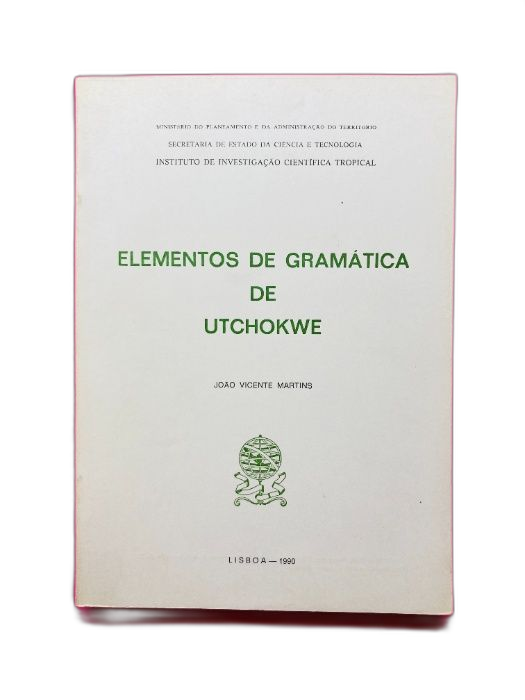 MINISTÉRIO DO PLANEAMENTO E DA ADMINISTRAÇÃO DO TERRITÓRIO
SECRETARIA DE ESTADO DA CIÊNCIA E TECNOLOGIA
INSTITUTO DE INVESTIGAÇÃO CIENTÍFICA TROPICAL
ELEMENTOS DE GRAMÁTICA
DE
UTCHOKWE
JOÃO VICENTE MARTINS
LISBOA — 1990